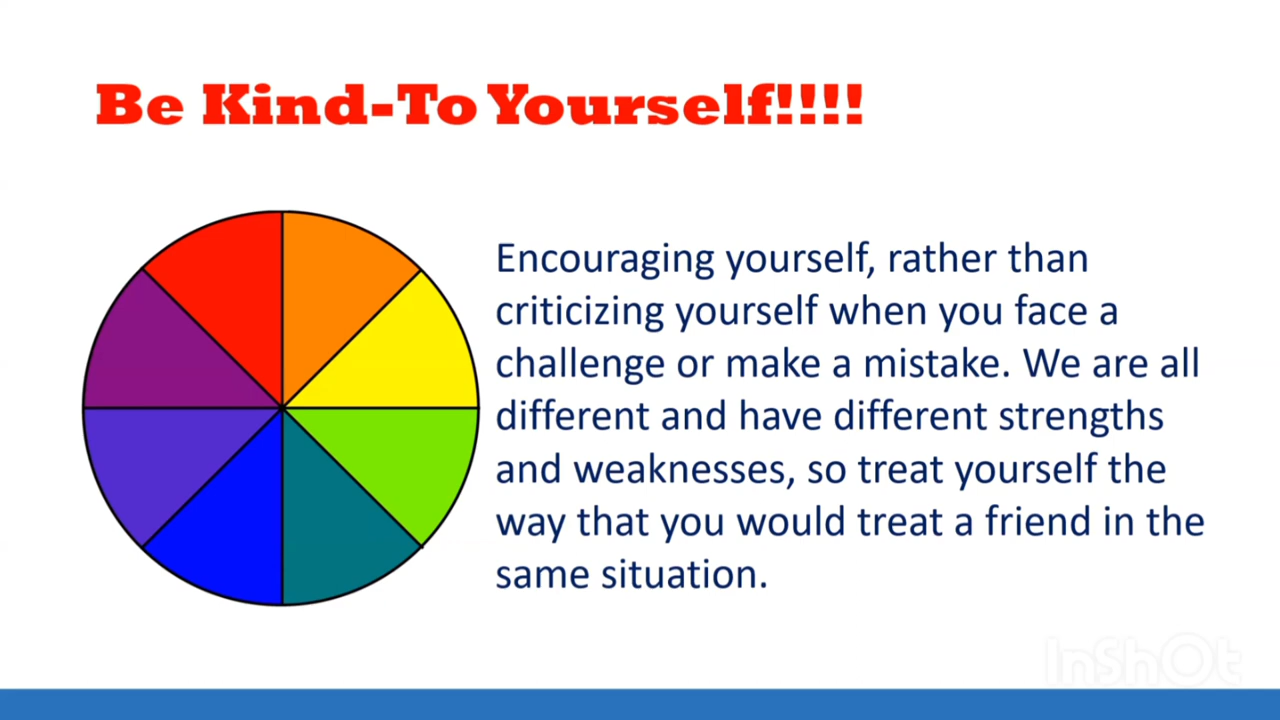 Be Kind-To Yourself!!!!
Encouraging yourself, rather than
criticizing yourself when you face a
challenge or make a mistake. We are all
different and have different strengths
and weaknesses, so treat yourself the
way that you would treat a friend in the
same situation.
InShOt